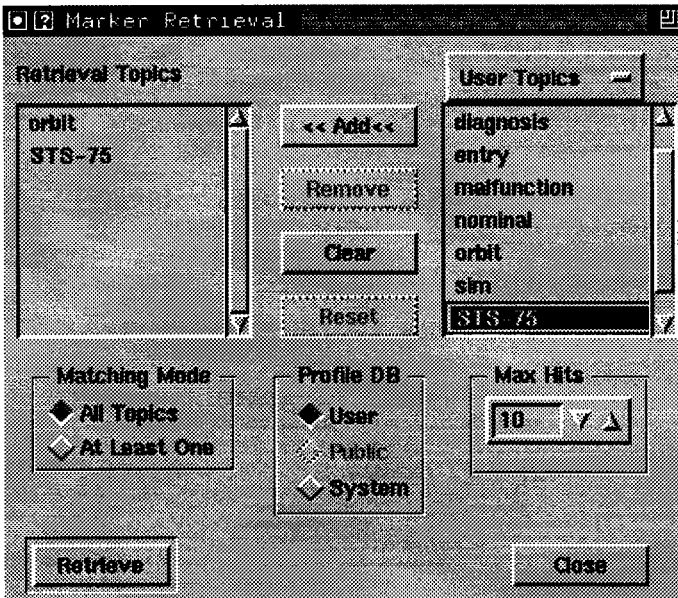 Marker Retrieval
Retrieval Topics
User Topics
orbit
STS-75
<< Add<<
Remove
Clear
Reset
diagnosis
entry
malfunction
nominal
orbit
sim
STS-75
Matching Mode
All Topics
At Least One
Profile DB
User
Public
System
Max Hits
10
Retrieve
Close